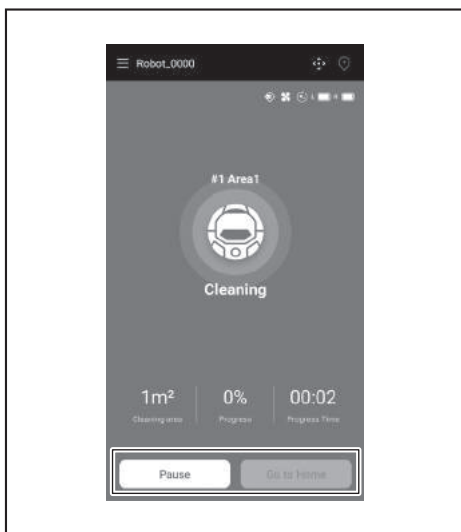 Robot_0000
#1 Area1
Cleaning
1m² 0% 00:02
Cleaning area Progress Progress Time
Pause Go to Home